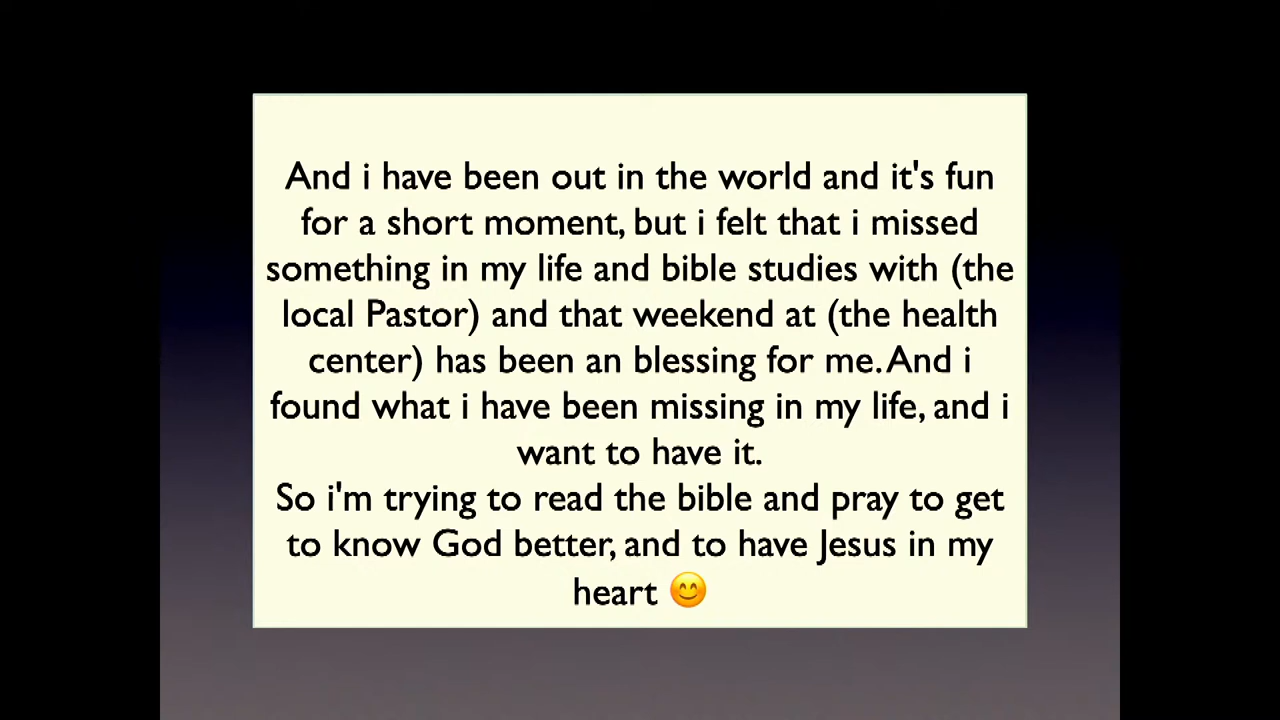 And i have been out in the world and it's fun
for a short moment, but i felt that i missed
something in my life and bible studies with (the
local Pastor) and that weekend at (the health
center) has been an blessing for me. And i
found what i have been missing in my life, and i
want to have it.
So i'm trying to read the bible and pray to get
to know God better, and to have Jesus in my
heart 😊